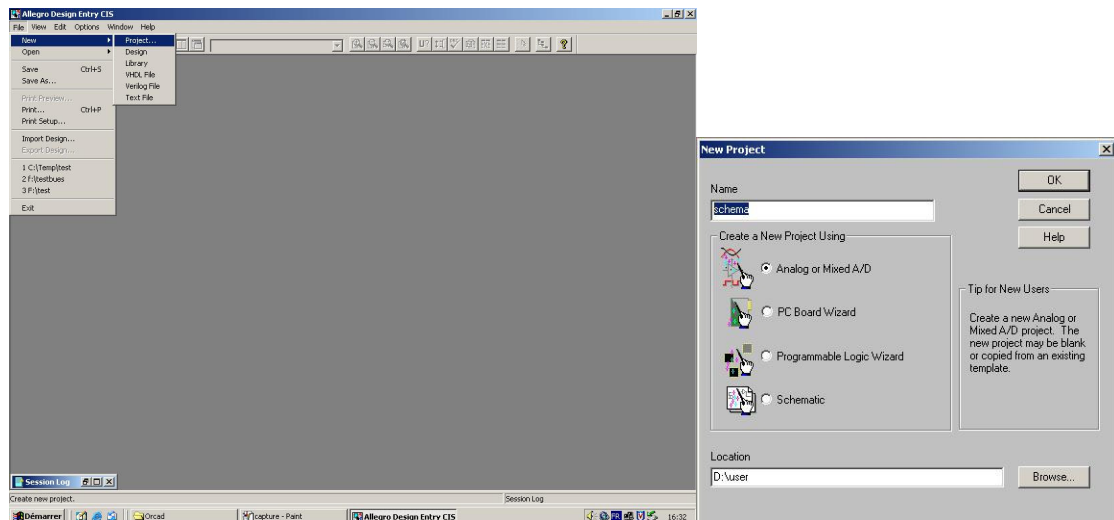 Allegro Design Entry CIS
File View Edit Options Window Help
New
Open
Save Ctrl+S
Save As...
Print Preview...
Print... Ctrl+P
Print Setup...
Import Design...
Export Design...
1 C:\Temp\test
2 f:\testbues
3 F:\test
Exit
Project...
Design
Library
VHDL File
Verilog File
Text File
U?
Session Log
Create new project.
Session Log
Démarrer
Orcad
capture - Paint
Allegro Design Entry CIS
FR
16:32
New Project
Name
schema
OK
Cancel
Help
Create a New Project Using
Analog or Mixed A/D
PC Board Wizard
Programmable Logic Wizard
Schematic
Tip for New Users
Create a new Analog or
Mixed A/D project. The
new project may be blank
or copied from an existing
template.
Location
D:\user
Browse...